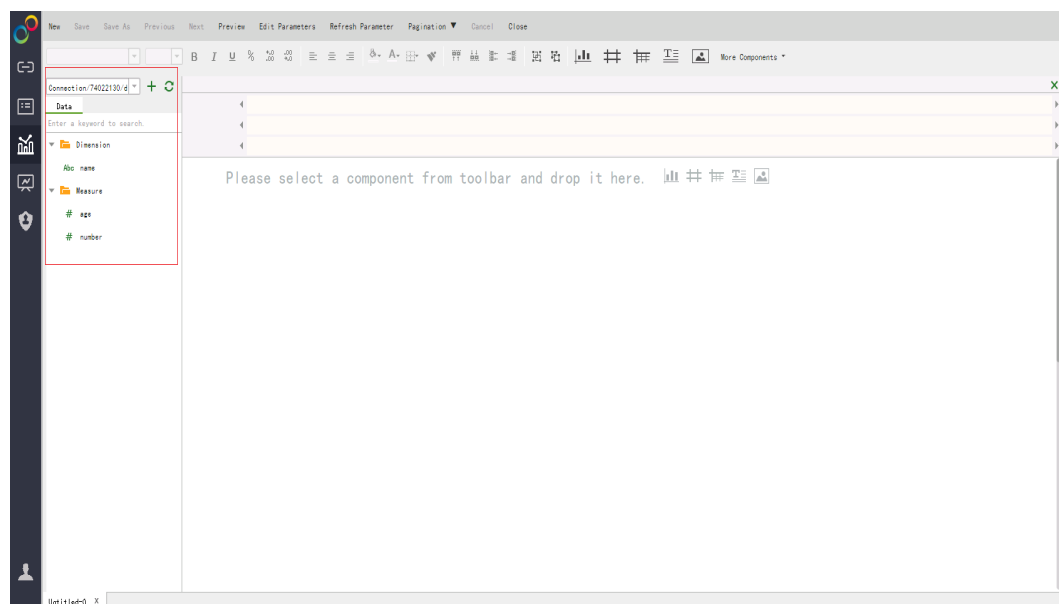 New Save Save As Previous Next Preview Edit Parameters Refresh Parameter Pagination ▼ Cancel Close
B I U % More Components
Connection/74022130/d
Data
Enter a keyword to search.
Dimension
Abc name
Measure
# age
# number
Please select a component from toolbar and drop it here.
Untitled-0 X